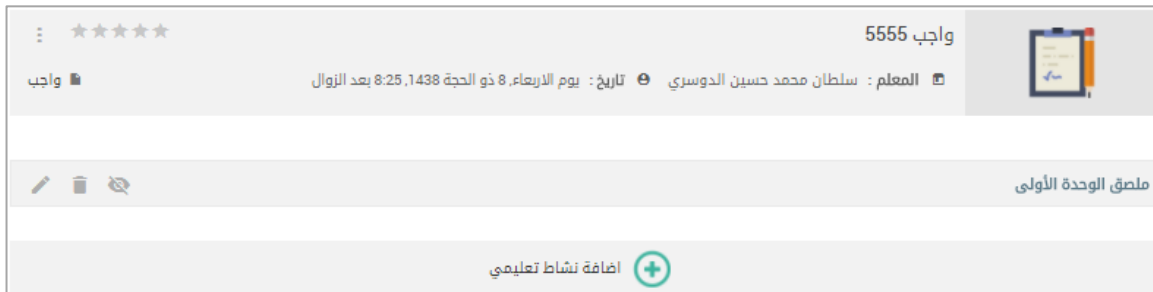 واجب 5555
المعلم : سلطان محمد حسين الدوسري تاريخ : يوم الاربعاء, 8 ذو الحجة 1438, 8:25 بعد الزوال واجب
ملصق الوحدة الأولى
اضافة نشاط تعليمي